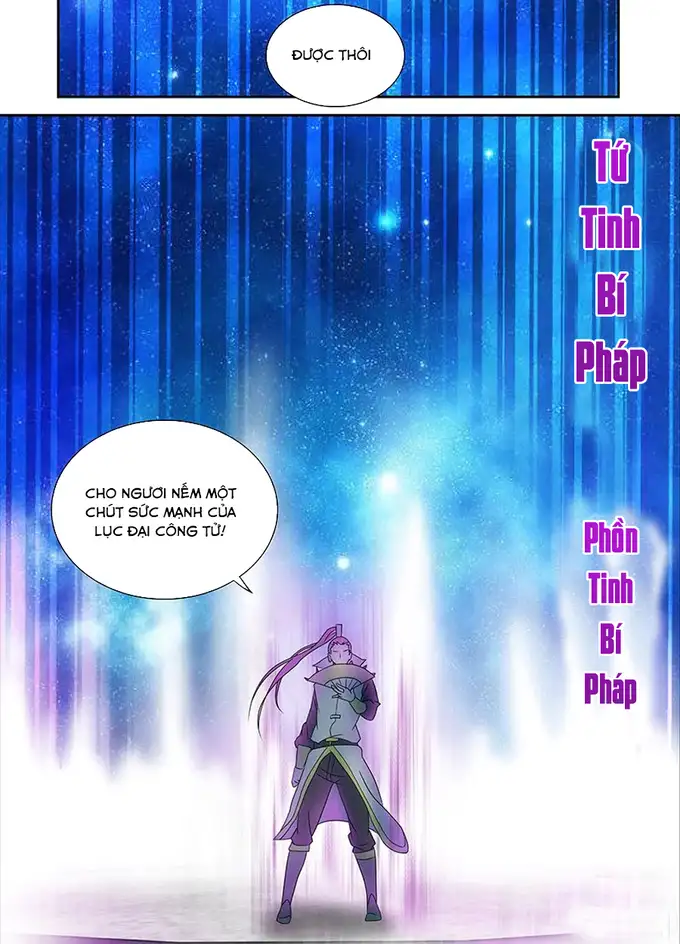 ĐƯỢC THÔI
Tứ
Tinh
Bí
Pháp
CHO NGƯƠI NẾM MỘT
CHÚT SỨC MẠNH CỦA
LỤC ĐẠI CÔNG TỬ!
Phồn
Tinh
Bí
Pháp